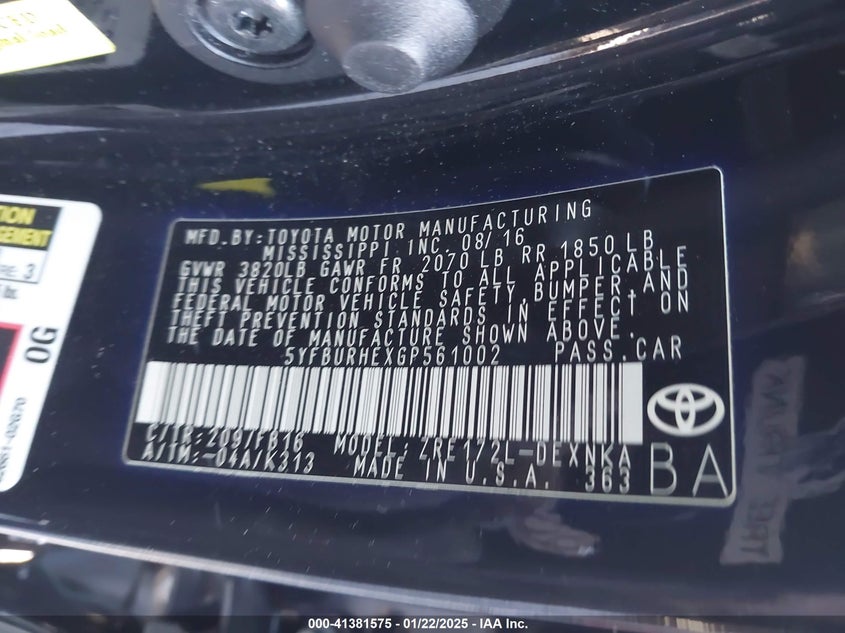 MFD.BY:TOYOTA MOTOR MANUFACTURING
MISSISSIPPI INC. 08/16
GVWR 3820LB GAWR FR 2070 LB RR 1850 LB
THIS VEHICLE CONFORMS TO ALL APPLICABLE
FEDERAL MOTOR VEHICLE SAFETY, BUMPER, AND
THEFT PREVENTION STANDARDS IN EFFECT ON
THE DATE OF MANUFACTURE SHOWN ABOVE.
5YFBURHEXGP561002 PASS.CAR
C/TR:209/FB16 MODEL:ZRE172L-DEXNKA
A/TM:-04A/K313 MADE IN U.S.A. 363
BA
OG
000-41381575 - 01/22/2025 - IAA Inc.